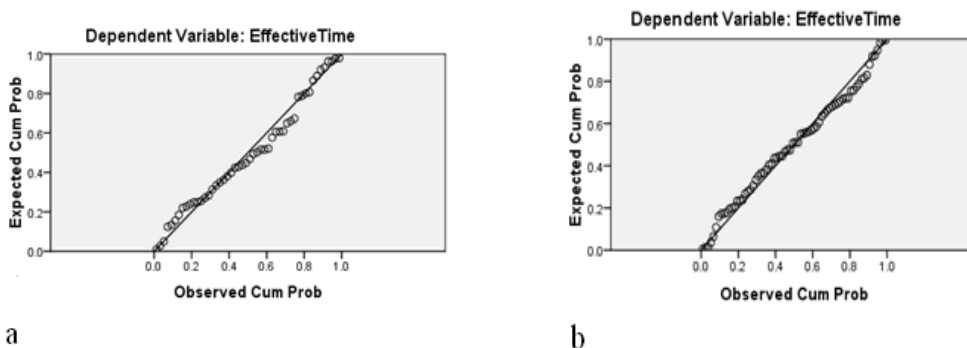 Dependent Variable: EffectiveTime
Expected Cum Prob
1.0
0.8
0.6
0.4
0.2
0.0
0.0 0.2 0.4 0.6 0.8 1.0
Observed Cum Prob
a
Dependent Variable: EffectiveTime
Expected Cum Prob
1.0
0.8
0.6
0.4
0.2
0.0
0.0 0.2 0.4 0.6 0.8 1.0
Observed Cum Prob
b